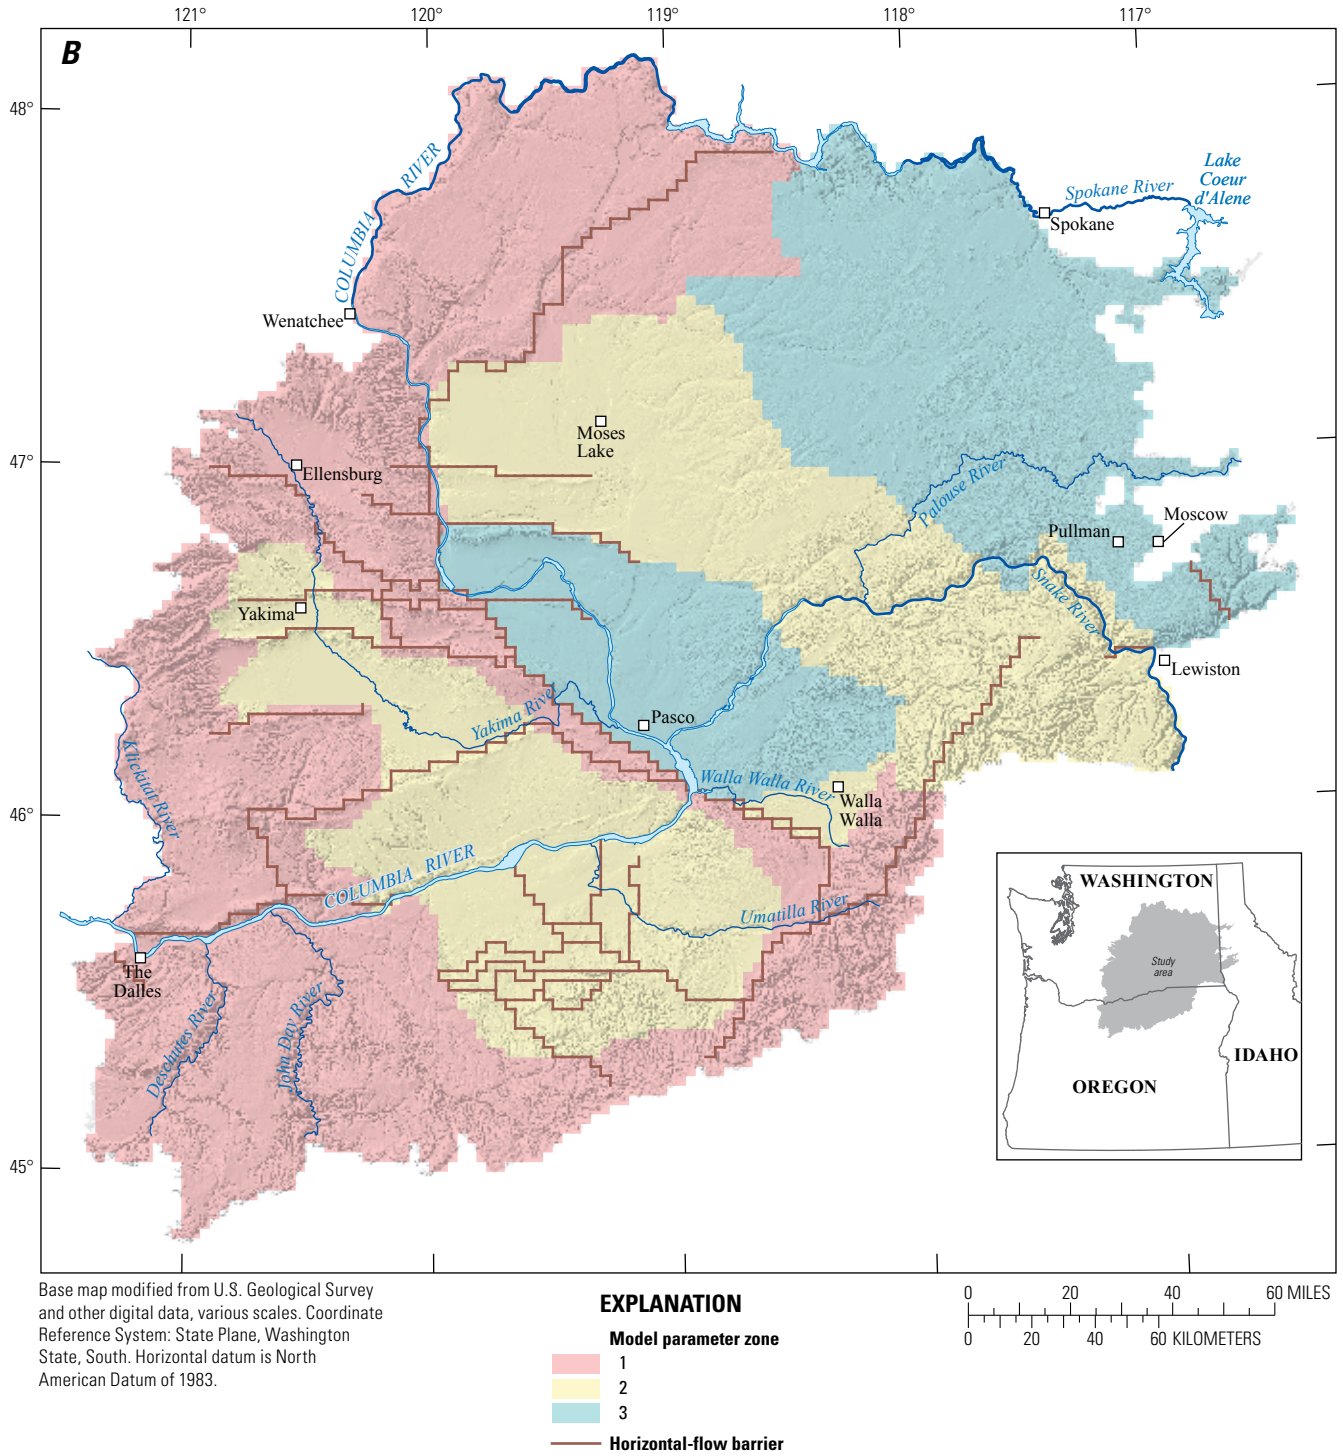 121°
120°
119°
118°
117°
B
48°
47°
46°
45°
COLUMBIA RIVER
Lake
Coeur
d'Alene
Spokane River
Spokane
Wenatchee
Moses
Lake
Ellensburg
Palouse River
Pullman
Moscow
Snake River
Yakima
Lewiston
Yakima River
Pasco
Klickitat River
Walla Walla River
Walla
Walla
COLUMBIA RIVER
Umatilla River
The
Dalles
Deschutes River
John Day River
WASHINGTON
Study
area
IDAHO
OREGON
Base map modified from U.S. Geological Survey
and other digital data, various scales. Coordinate
Reference System: State Plane, Washington
State, South. Horizontal datum is North
American Datum of 1983.
EXPLANATION
Model parameter zone
1
2
3
Horizontal-flow barrier
0 20 40 60 MILES
0 20 40 60 KILOMETERS